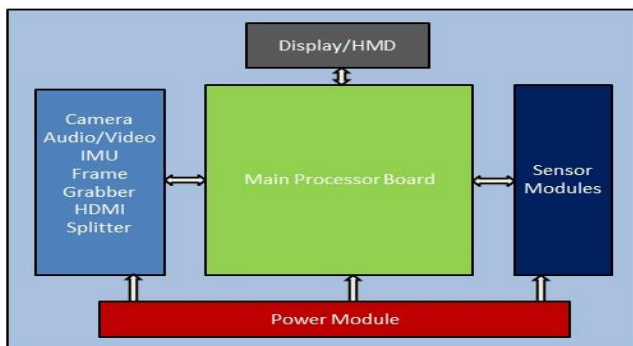 Display/HMD
Camera
Audio/Video
IMU
Frame
Grabber
HDMI
Splitter
Main Processor Board
Sensor
Modules
Power Module